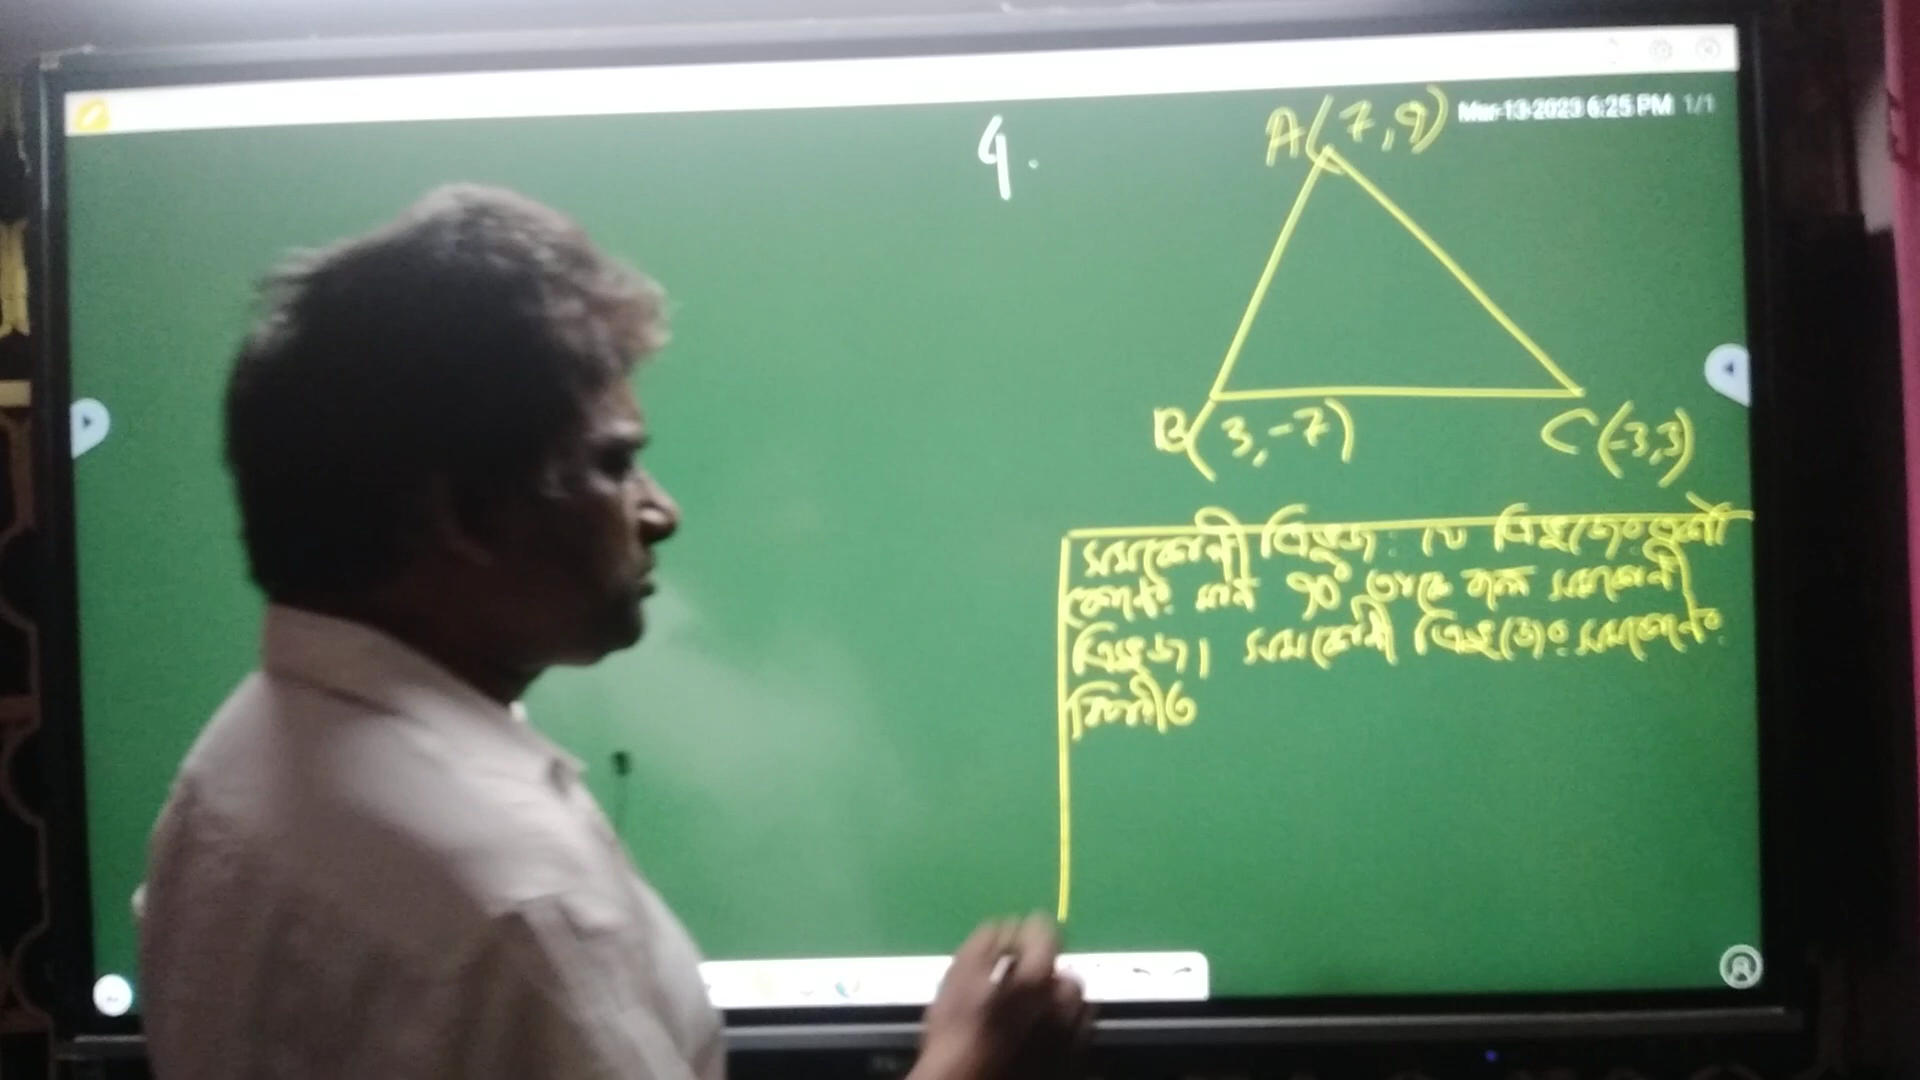 Mar-13-2023 6:25 PM 1/1
4.
A(7,9)
B(3,-7)
C(-3,3)
সমকোনী ত্রিভুজ: যে ত্রিভুজের একটা
কোনের মান 90° তাকে বলে সমকোনী
ত্রিভুজ। সমকোনী ত্রিভুজের সমকোনের
বিপরীত